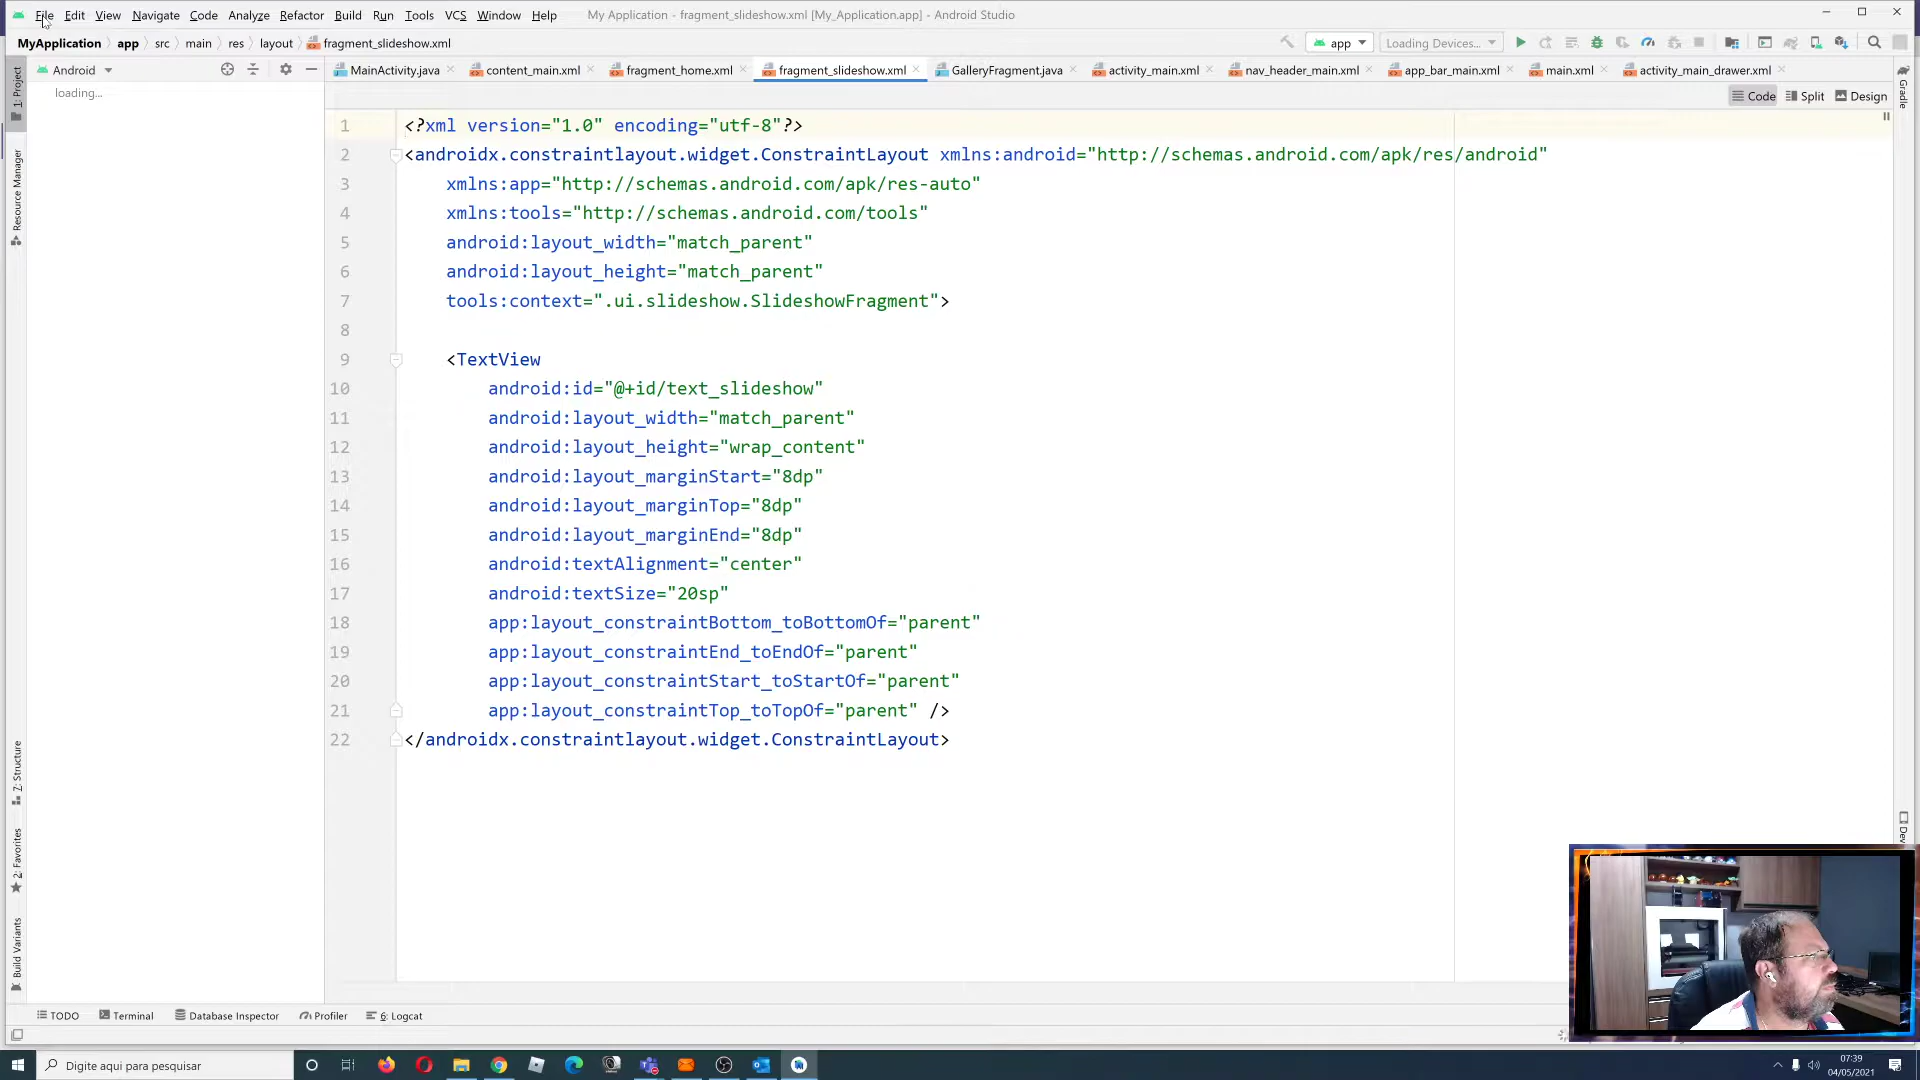 File Edit View Navigate Code Analyze Refactor Build Run Tools VCS Window Help My Application - fragment_slideshow.xml [My_Application.app] - Android Studio
MyApplication app src main res layout fragment_slideshow.xml app Loading Devices...
Android MainActivity.java content_main.xml fragment_home.xml fragment_slideshow.xml GalleryFragment.java activity_main.xml nav_header_main.xml app_bar_main.xml main.xml activity_main_drawer.xml
loading...
Code Split Design
1: Project
Resource Manager
Z: Structure
2: Favorites
Build Variants
Gradle
1 <?xml version="1.0" encoding="utf-8"?>
2 <androidx.constraintlayout.widget.ConstraintLayout xmlns:android="http://schemas.android.com/apk/res/android"
3 xmlns:app="http://schemas.android.com/apk/res-auto"
4 xmlns:tools="http://schemas.android.com/tools"
5 android:layout_width="match_parent"
6 android:layout_height="match_parent"
7 tools:context=".ui.slideshow.SlideshowFragment">
8
9 <TextView
10 android:id="@+id/text_slideshow"
11 android:layout_width="match_parent"
12 android:layout_height="wrap_content"
13 android:layout_marginStart="8dp"
14 android:layout_marginTop="8dp"
15 android:layout_marginEnd="8dp"
16 android:textAlignment="center"
17 android:textSize="20sp"
18 app:layout_constraintBottom_toBottomOf="parent"
19 app:layout_constraintEnd_toEndOf="parent"
20 app:layout_constraintStart_toStartOf="parent"
21 app:layout_constraintTop_toTopOf="parent" />
22 </androidx.constraintlayout.widget.ConstraintLayout>
TODO Terminal Database Inspector Profiler 6: Logcat
Digite aqui para pesquisar
07:39
04/05/2021